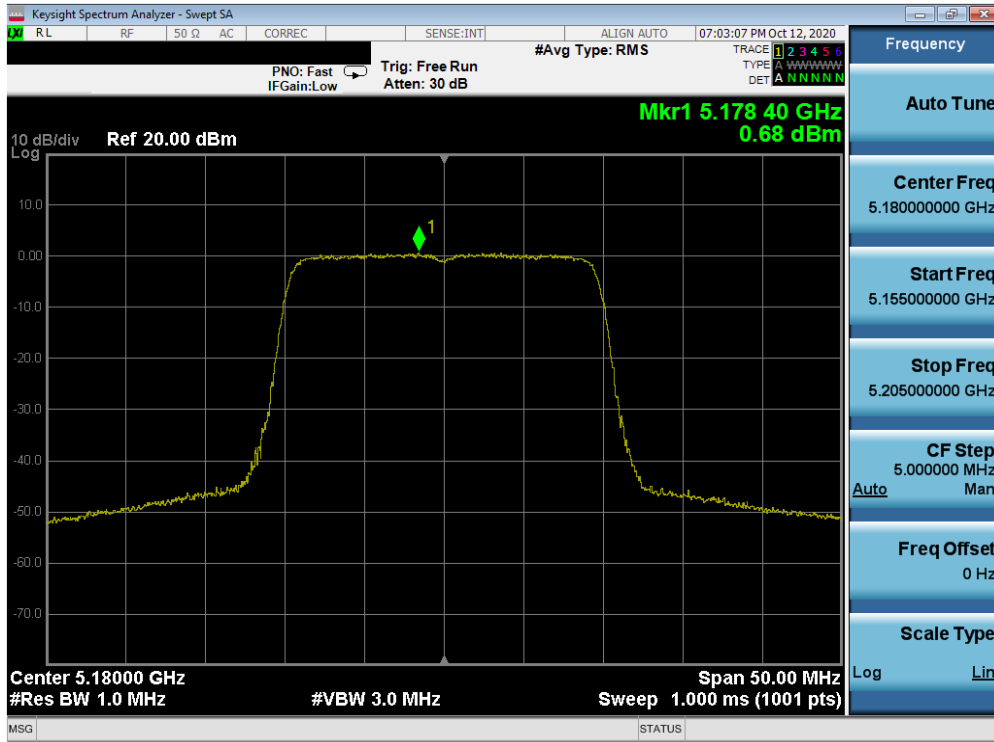 Keysight Spectrum Analyzer - Swept SA
LXI RL RF 50 Ω AC CORREC SENSE:INT ALIGN AUTO 07:03:07 PM Oct 12, 2020
#Avg Type: RMS
TRACE 1 2 3 4 5 6
TYPE A WWWWW
DET A N N N N N
PNO: Fast
IFGain:Low
Trig: Free Run
Atten: 30 dB
Mkr1 5.178 40 GHz
0.68 dBm
10 dB/div Ref 20.00 dBm
Log
10.0
0.00
-10.0
-20.0
-30.0
-40.0
-50.0
-60.0
-70.0
1
Center 5.18000 GHz Span 50.00 MHz
#Res BW 1.0 MHz #VBW 3.0 MHz Sweep 1.000 ms (1001 pts)
MSG STATUS
Frequency
Auto Tune
Center Freq
5.180000000 GHz
Start Freq
5.155000000 GHz
Stop Freq
5.205000000 GHz
CF Step
5.000000 MHz
Auto Man
Freq Offset
0 Hz
Scale Type
Log Lin